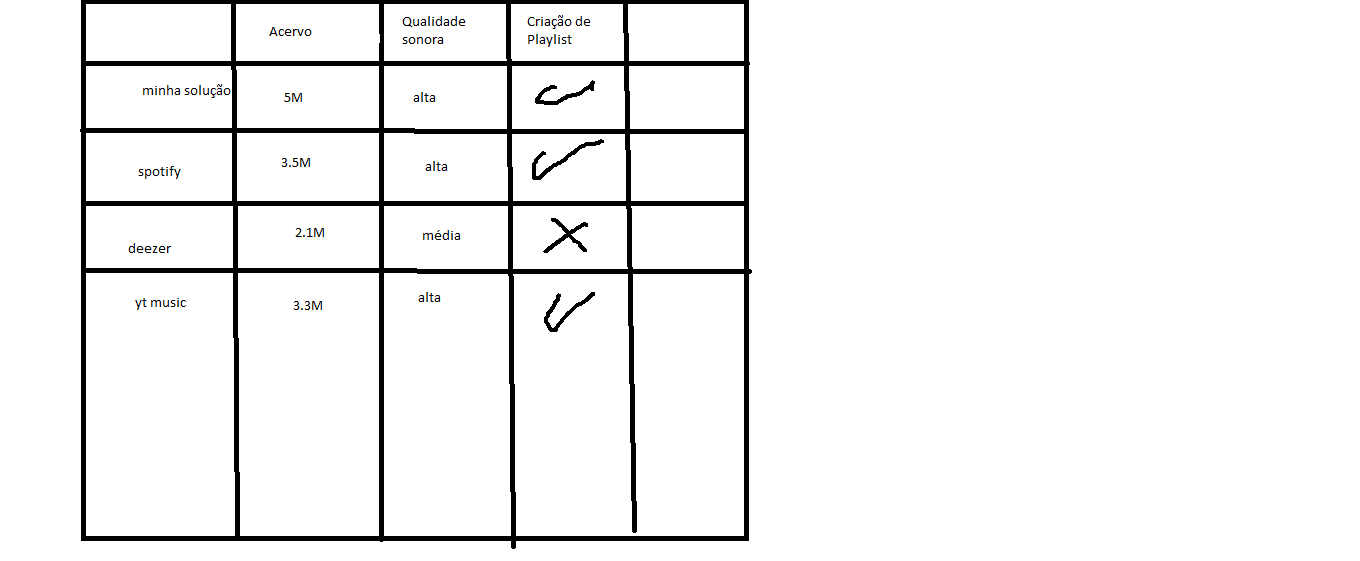 Acervo
Qualidade
sonora
Criação de
Playlist
minha solução
5M
alta
spotify
3.5M
alta
deezer
2.1M
média
yt music
3.3M
alta